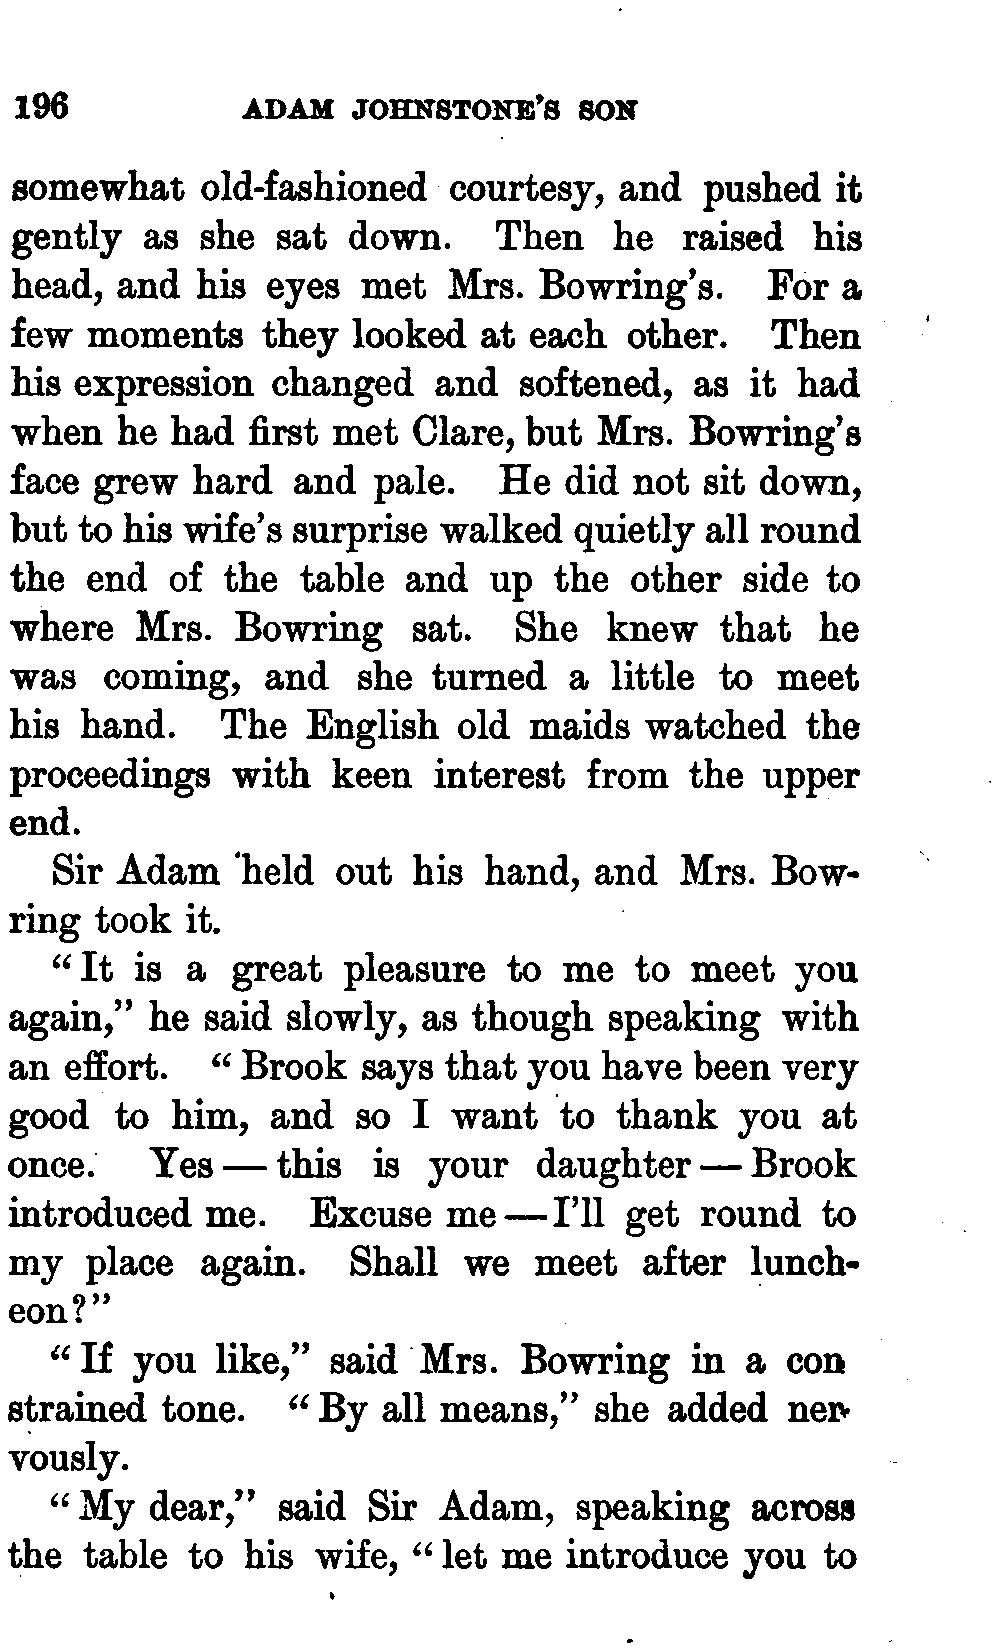 196 ADAM JOHNSTONE'S SON
somewhat old-fashioned courtesy, and pushed it
gently as she sat down. Then he raised his
head, and his eyes met Mrs. Bowring's. For a
few moments they looked at each other. Then
his expression changed and softened, as it had
when he had first met Clare, but Mrs. Bowring's
face grew hard and pale. He did not sit down,
but to his wife's surprise walked quietly all round
the end of the table and up the other side to
where Mrs. Bowring sat. She knew that he
was coming, and she turned a little to meet
his hand. The English old maids watched the
proceedings with keen interest from the upper
end.
Sir Adam held out his hand, and Mrs. Bow-
ring took it.
"It is a great pleasure to me to meet you
again," he said slowly, as though speaking with
an effort. "Brook says that you have been very
good to him, and so I want to thank you at
once. Yes — this is your daughter — Brook
introduced me. Excuse me — I'll get round to
my place again. Shall we meet after lunch-
eon?"
"If you like," said Mrs. Bowring in a con
strained tone. "By all means," she added ner-
vously.
"My dear," said Sir Adam, speaking across
the table to his wife, "let me introduce you to